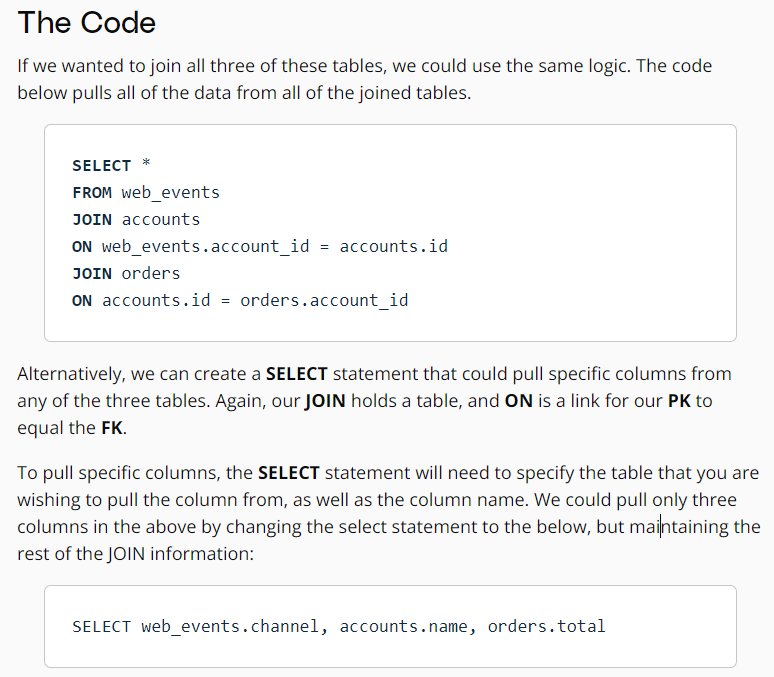 The Code
If we wanted to join all three of these tables, we could use the same logic. The code
below pulls all of the data from all of the joined tables.
SELECT *
FROM web_events
JOIN accounts
ON web_events.account_id = accounts.id
JOIN orders
ON accounts.id = orders.account_id
Alternatively, we can create a SELECT statement that could pull specific columns from
any of the three tables. Again, our JOIN holds a table, and ON is a link for our PK to
equal the FK.
To pull specific columns, the SELECT statement will need to specify the table that you are
wishing to pull the column from, as well as the column name. We could pull only three
columns in the above by changing the select statement to the below, but maintaining the
rest of the JOIN information:
SELECT web_events.channel, accounts.name, orders.total